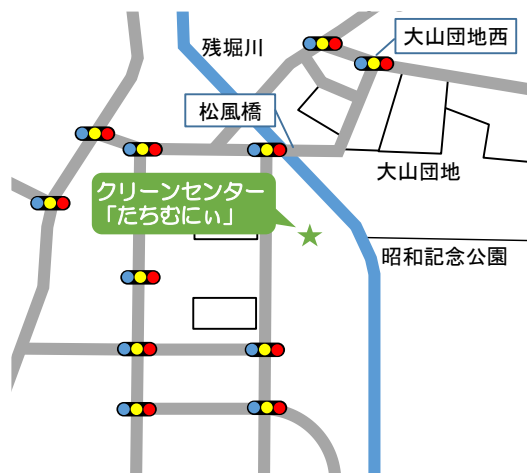 残堀川
大山団地西
松風橋
大山団地
クリーンセンター
「たちむにぃ」
昭和記念公園